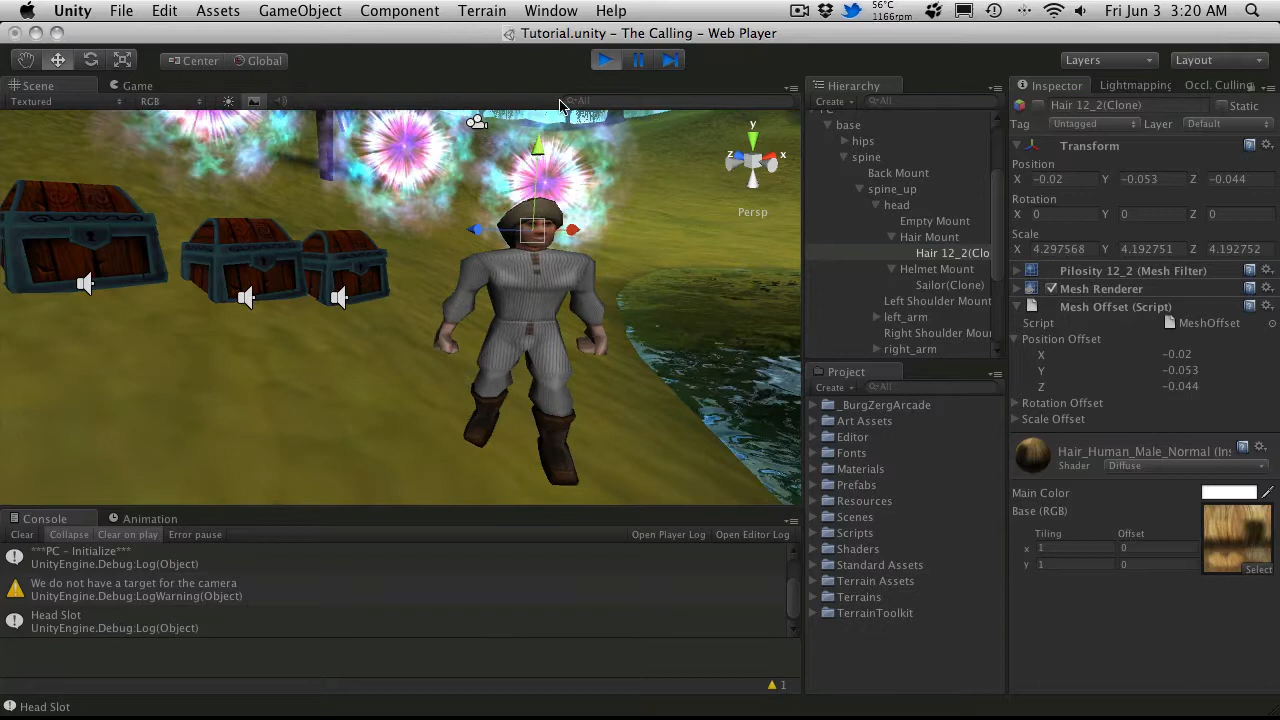 Unity File Edit Assets GameObject Component Terrain Window Help 56°C 1166rpm Fri Jun 3 3:20 AM
Tutorial.unity - The Calling - Web Player
Center Global Layers Layout
Scene Game
Textured RGB All
y
z x
Persp
Hierarchy
Create All
base
hips
spine
Back Mount
spine_up
head
Empty Mount
Hair Mount
Hair 12_2(Clo
Helmet Mount
Sailor(Clone)
Left Shoulder Mount
left_arm
Right Shoulder Moun
right_arm
Project
Create All
_BurgZergArcade
Art Assets
Editor
Fonts
Materials
Prefabs
Resources
Scenes
Scripts
Shaders
Standard Assets
Terrain Assets
Terrains
TerrainToolkit
Inspector Lightmapping Occl. Culling
Hair 12_2(Clone) Static
Tag Untagged Layer Default
Transform
Position
X -0.02 Y -0.053 Z -0.044
Rotation
X 0 Y 0 Z 0
Scale
X 4.297568 Y 4.192751 Z 4.192752
Pilosity 12_2 (Mesh Filter)
Mesh Renderer
Mesh Offset (Script)
Script MeshOffset
Position Offset
X -0.02
Y -0.053
Z -0.044
Rotation Offset
Scale Offset
Hair_Human_Male_Normal (Ins
Shader Diffuse
Main Color
Base (RGB)
Tiling Offset
x 1 0
y 1 0
Select
Console Animation
Clear Collapse Clear on play Error pause Open Player Log Open Editor Log
***PC - Initialize***
UnityEngine.Debug:Log(Object)
We do not have a target for the camera
UnityEngine.Debug:LogWarning(Object)
Head Slot
UnityEngine.Debug:Log(Object)
1
Head Slot